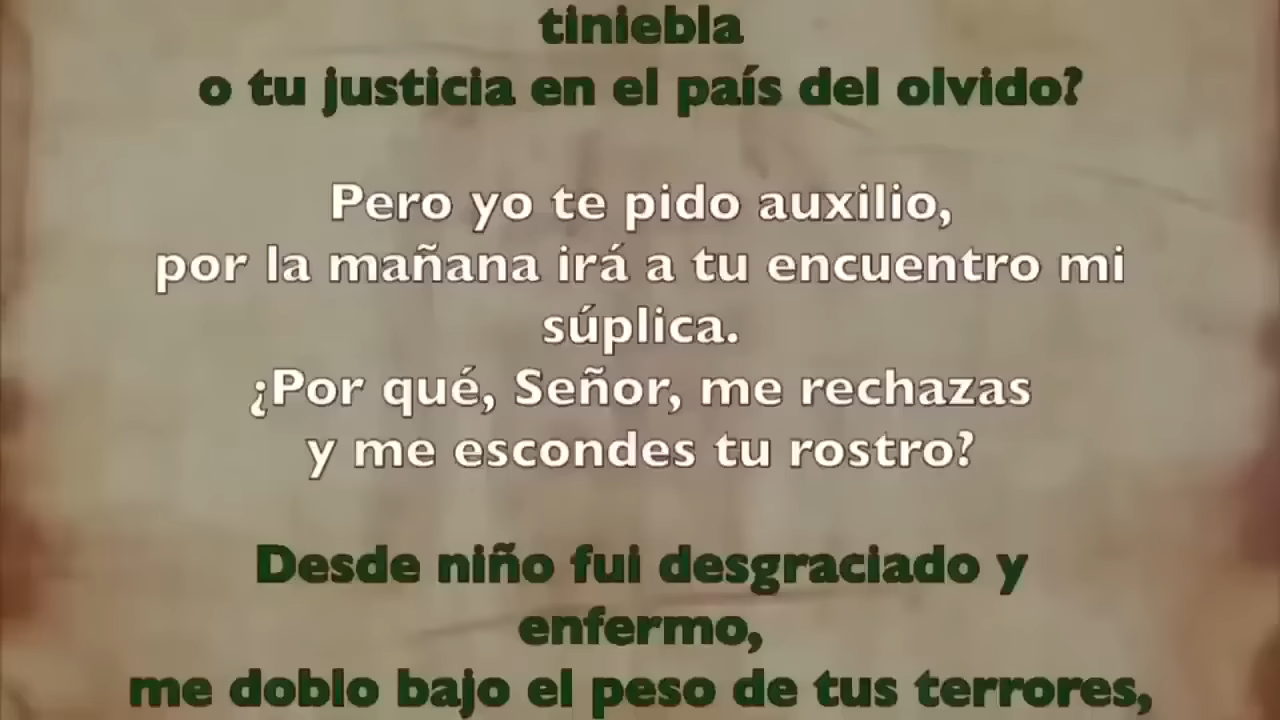 tiniebla
o tu justicia en el país del olvido?
Pero yo te pido auxilio,
por la mañana irá a tu encuentro mi
súplica.
¿Por qué, Señor, me rechazas
y me escondes tu rostro?
Desde niño fui desgraciado y
enfermo,
me doblo bajo el peso de tus terrores,